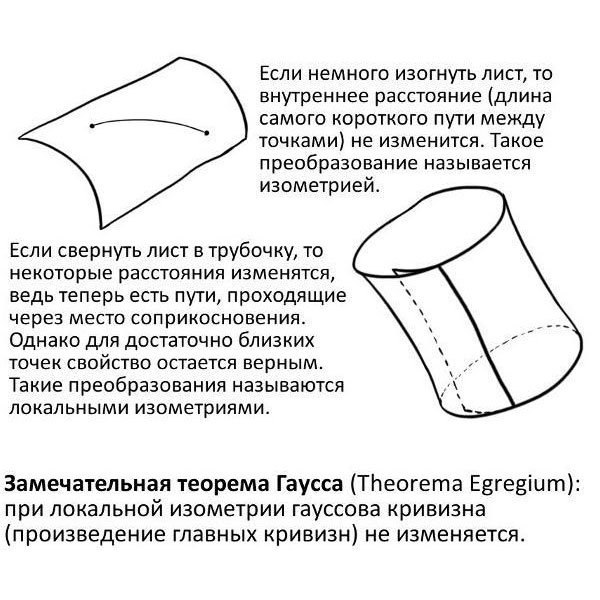 Если немного изогнуть лист, то
внутреннее расстояние (длина
самого короткого пути между
точками) не изменится. Такое
преобразование называется
изометрией.
Если свернуть лист в трубочку, то
некоторые расстояния изменятся,
ведь теперь есть пути, проходящие
через место соприкосновения.
Однако для достаточно близких
точек свойство остается верным.
Такие преобразования называются
локальными изометриями.
Замечательная теорема Гаусса (Theorema Egregium):
при локальной изометрии гауссова кривизна
(произведение главных кривизн) не изменяется.